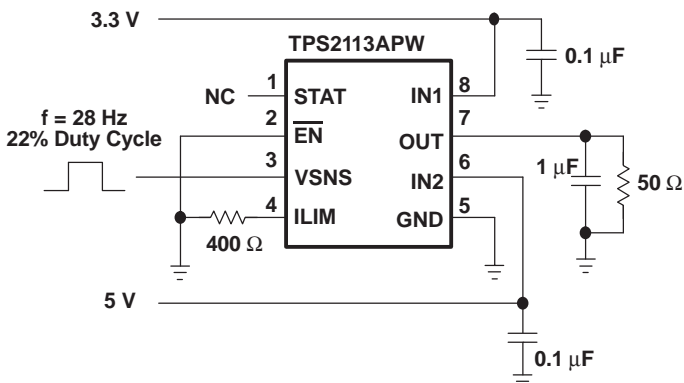 3.3 V
TPS2113APW
0.1 µF
NC
1
STAT
IN1
8
f = 28 Hz
22% Duty Cycle
2
EN
OUT
7
3
VSNS
IN2
6
1 µF
50 Ω
4
ILIM
GND
5
400 Ω
5 V
0.1 µF